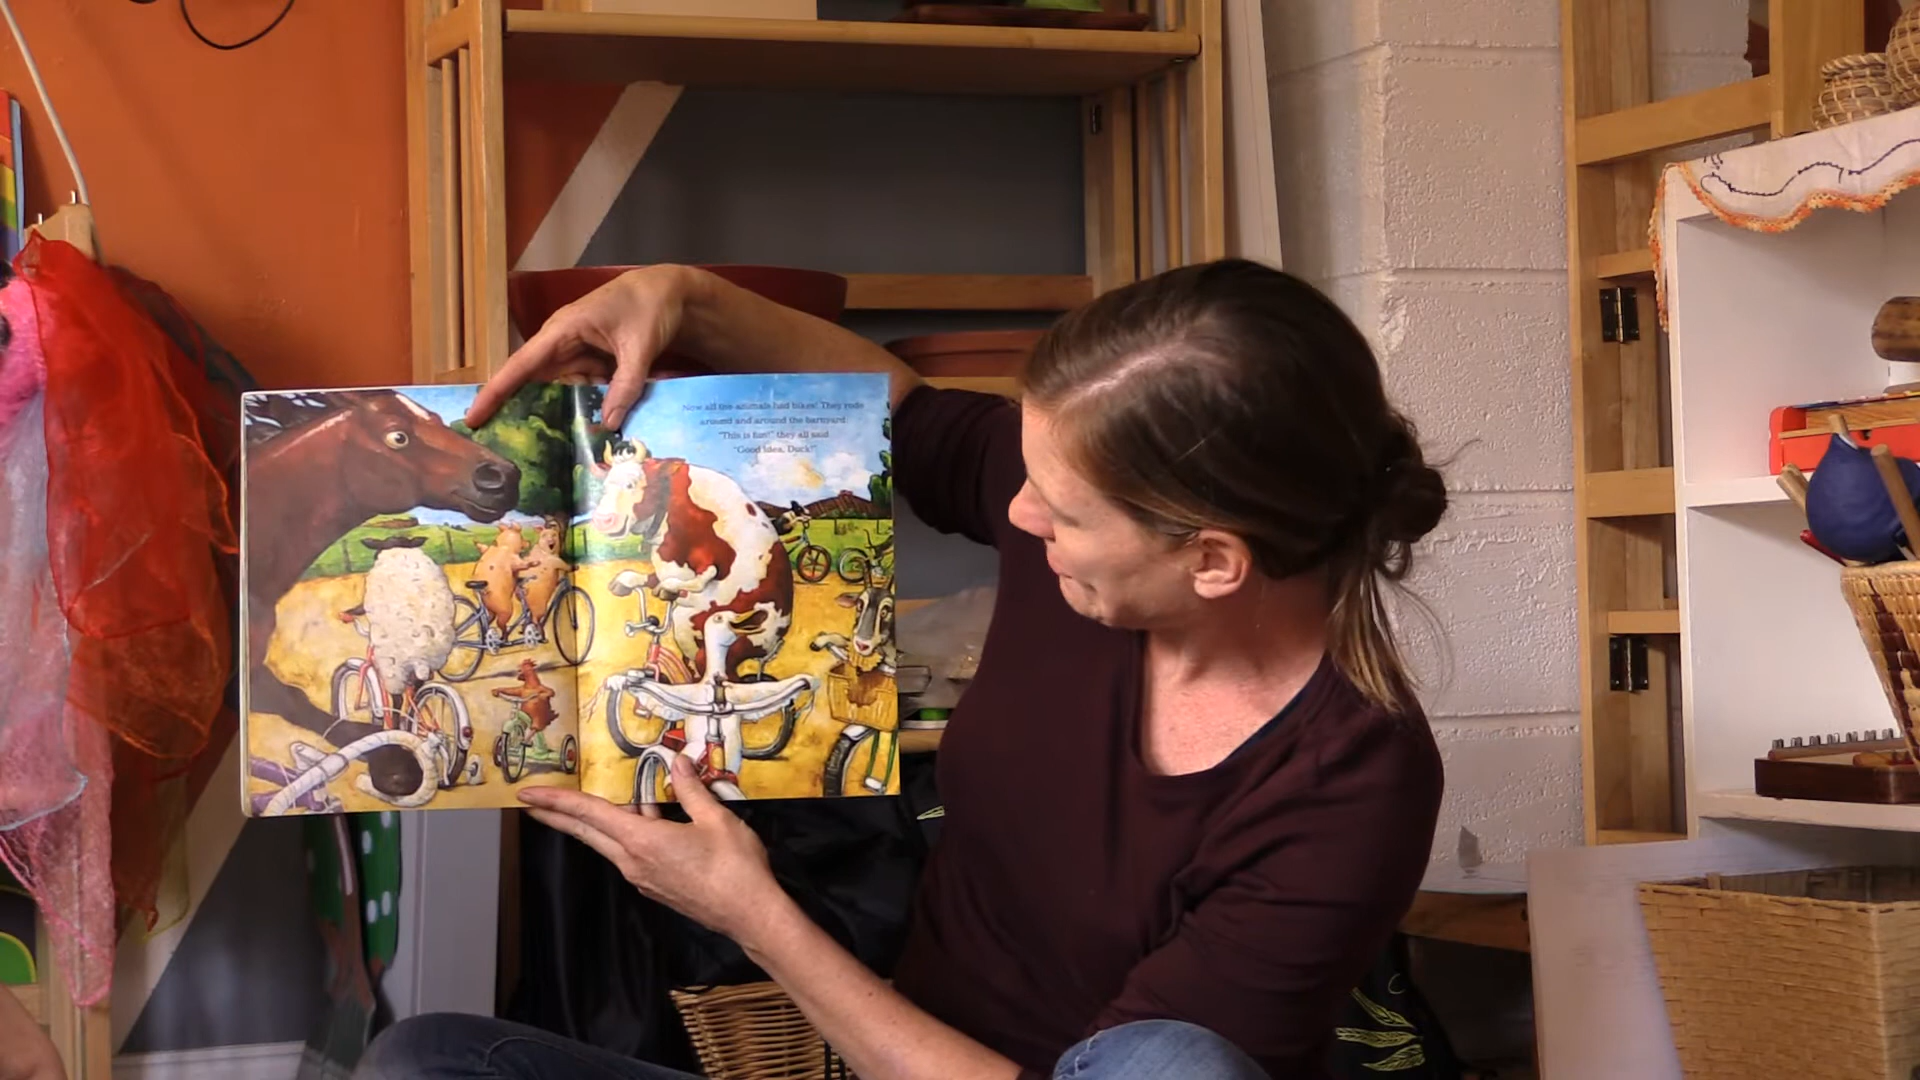 Now all the animals had bikes! They rode
around and around the barnyard.
"This is fun!" they all said.
"Good idea, Duck!"